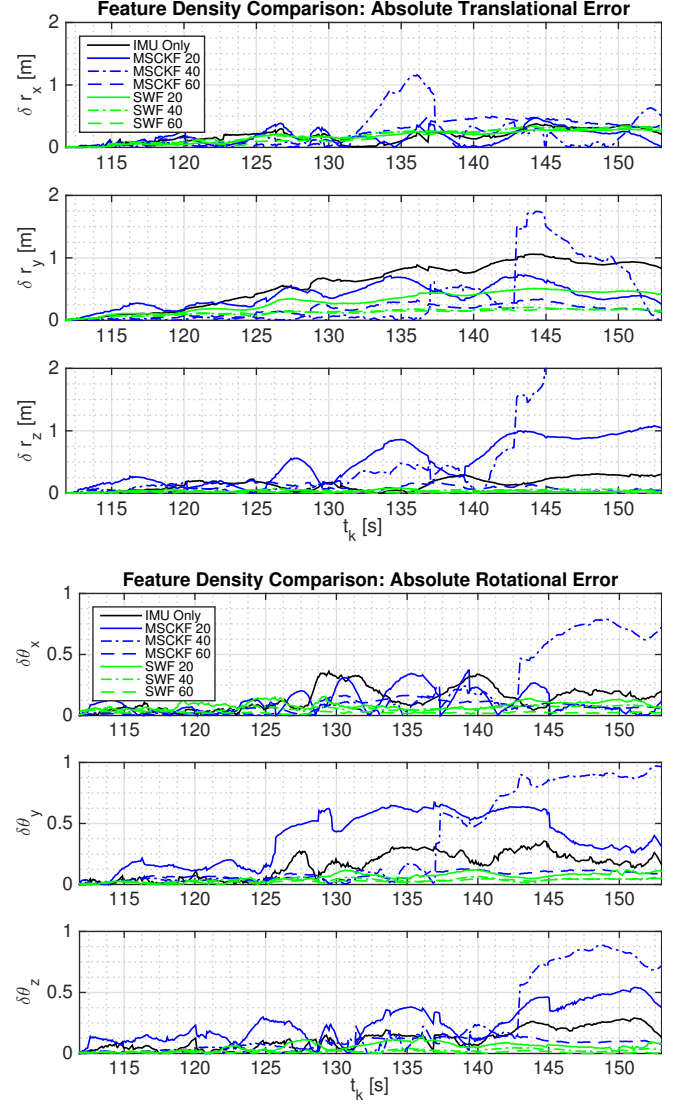 Feature Density Comparison: Absolute Translational Error
2
1
0
δ r_x [m]
IMU Only
MSCKF 20
MSCKF 40
MSCKF 60
SWF 20
SWF 40
SWF 60
115 120 125 130 135 140 145 150
2
1
0
δ r_y [m]
115 120 125 130 135 140 145 150
2
1
0
δ r_z [m]
115 120 125 130 135 140 145 150
t_k [s]
Feature Density Comparison: Absolute Rotational Error
1
0.5
0
δθ_x
IMU Only
MSCKF 20
MSCKF 40
MSCKF 60
SWF 20
SWF 40
SWF 60
115 120 125 130 135 140 145 150
1
0.5
0
δθ_y
115 120 125 130 135 140 145 150
1
0.5
0
δθ_z
115 120 125 130 135 140 145 150
t_k [s]